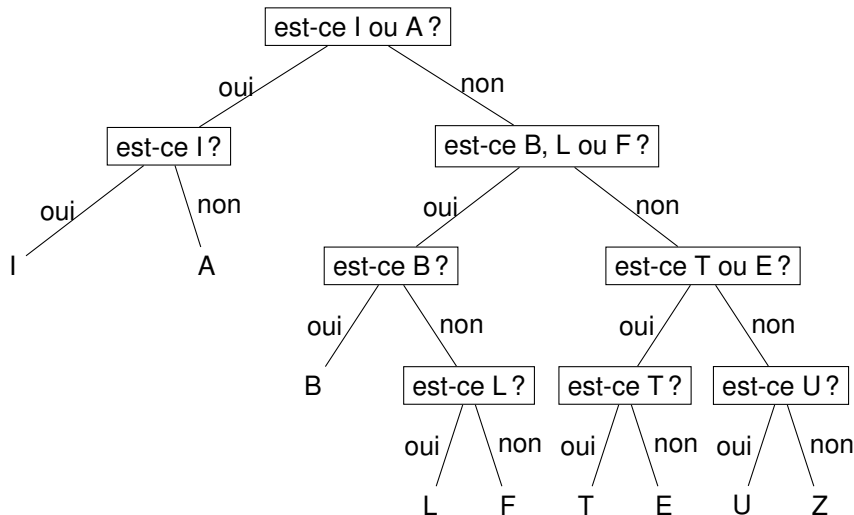 est-ce I ou A ?
oui non
est-ce I ? est-ce B, L ou F ?
oui non oui non
I A est-ce B ? est-ce T ou E ?
oui non oui non
B est-ce L ? est-ce T ? est-ce U ?
oui non oui non oui non
L F T E U Z